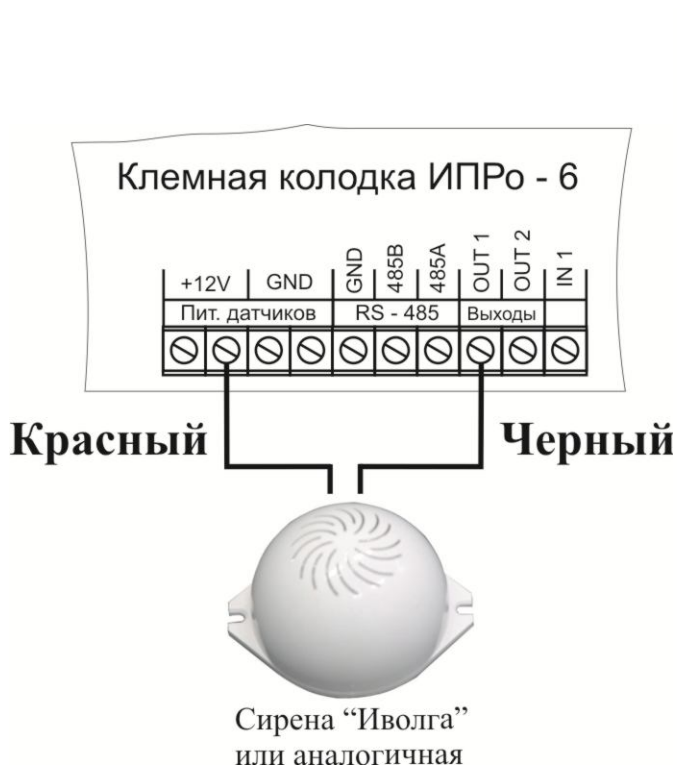 Клемная колодка ИПРо - 6
+12V GND GND 485B 485A OUT 1 OUT 2 IN 1
Пит. датчиков RS - 485 Выходы
Красный Черный
Сирена “Иволга”
или аналогичная